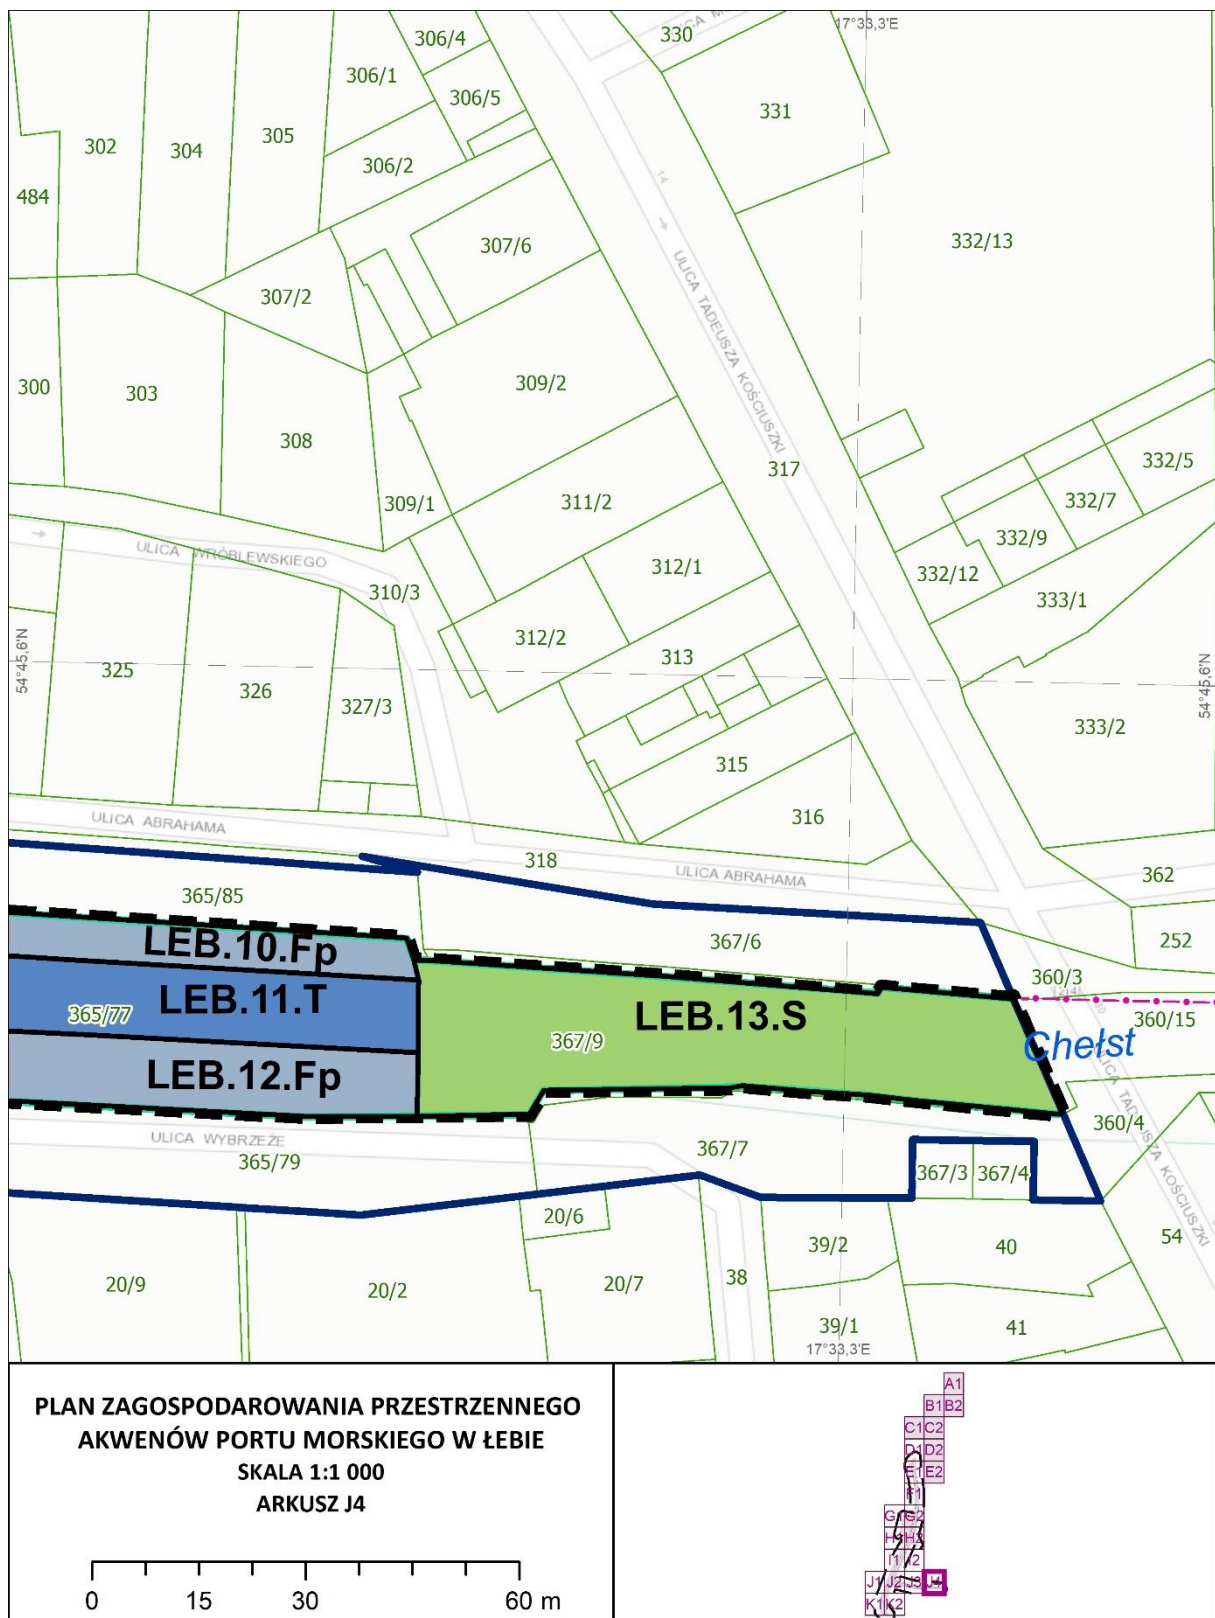 17°33,3'E
330
306/4
306/1
306/5
331
302
304
305
306/2
484
14
332/13
307/6
307/2
ULICA TADEUSZA KOŚCIUSZKI
300
303
309/2
308
317
332/5
309/1
311/2
332/7
332/9
ULICA WRÓBLEWSKIEGO
310/3
312/1
332/12
333/1
54°45,6'N
312/2
313
54°45,6'N
325
326
327/3
333/2
315
316
ULICA ABRAHAMA
318
ULICA ABRAHAMA
362
365/85
367/6
252
LEB.10.Fp
360/3
LEB.11.T
LEB.13.S
365/77
367/9
360/15
Chełst
LEB.12.Fp
ULICA TADEUSZA KOŚCIUSZKI
360/4
ULICA WYBRZEŻE
365/79
367/7
367/3
367/4
20/6
39/2
40
54
20/9
20/2
20/7
38
39/1
41
17°33,3'E
PLAN ZAGOSPODAROWANIA PRZESTRZENNEGO
AKWENÓW PORTU MORSKIEGO W ŁEBIE
SKALA 1:1 000
ARKUSZ J4
0 15 30 60 m
A1
B1 B2
C1 C2
D1 D2
E1 E2
F1
G1 G2
H1 H2
I1 I2
J1 J2 J3 J4
K1 K2